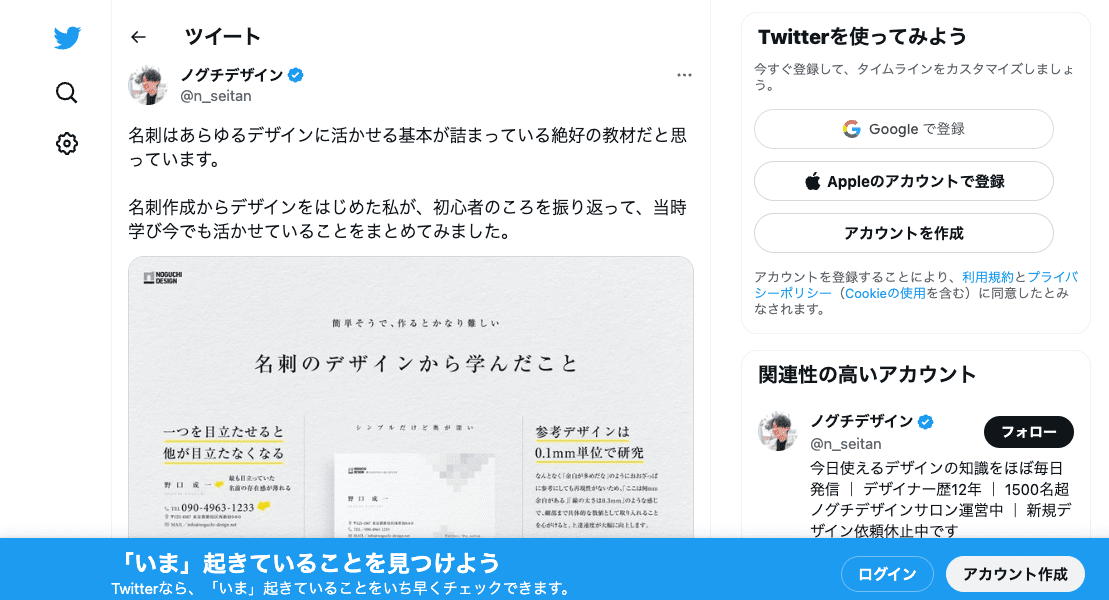 ツイート
ノグチデザイン
@n_seitan
名刺はあらゆるデザインに活かせる基本が詰まっている絶好の教材だと思
っています。
名刺作成からデザインをはじめた私が、初心者のころを振り返って、当時
学び今でも活かせていることをまとめてみました。
NOGUCHI
DESIGN
簡単そうで、作るとかなり難しい
名刺のデザインから学んだこと
一つを目立たせると
他が目立たなくなる
野口 成一
最も目立っていた
名前の存在感が薄れる
TEL 090-4963-1233
シンプルだけど奥が深い
NOGUCHI
DESIGN
野口 成一
参考デザインは
0.1mm単位で研究
なんとなく「余白が多めだな」のようにおおざっぱ
に参考にしても再現性がないため、「ここは何mm
余白がある」「線の太さは0.3mm」のような感じ
で、細部まで具体的な数値として取り入れること
を心がけると、上達速度が大幅に向上します。
Twitterを使ってみよう
今すぐ登録して、タイムラインをカスタマイズしましょ
う。
Google で登録
Appleのアカウントで登録
アカウントを作成
アカウントを登録することにより、利用規約とプライバ
シーポリシー（Cookieの使用を含む）に同意したとみ
なされます。
関連性の高いアカウント
ノグチデザイン
@n_seitan
フォロー
今日使えるデザインの知識をほぼ毎日
発信 ｜ デザイナー歴12年 ｜ 1500名超
ノグチデザインサロン運営中 ｜ 新規デ
ザイン依頼休止中です
「いま」起きていることを見つけよう
Twitterなら、「いま」起きていることをいち早くチェックできます。
ログイン
アカウント作成